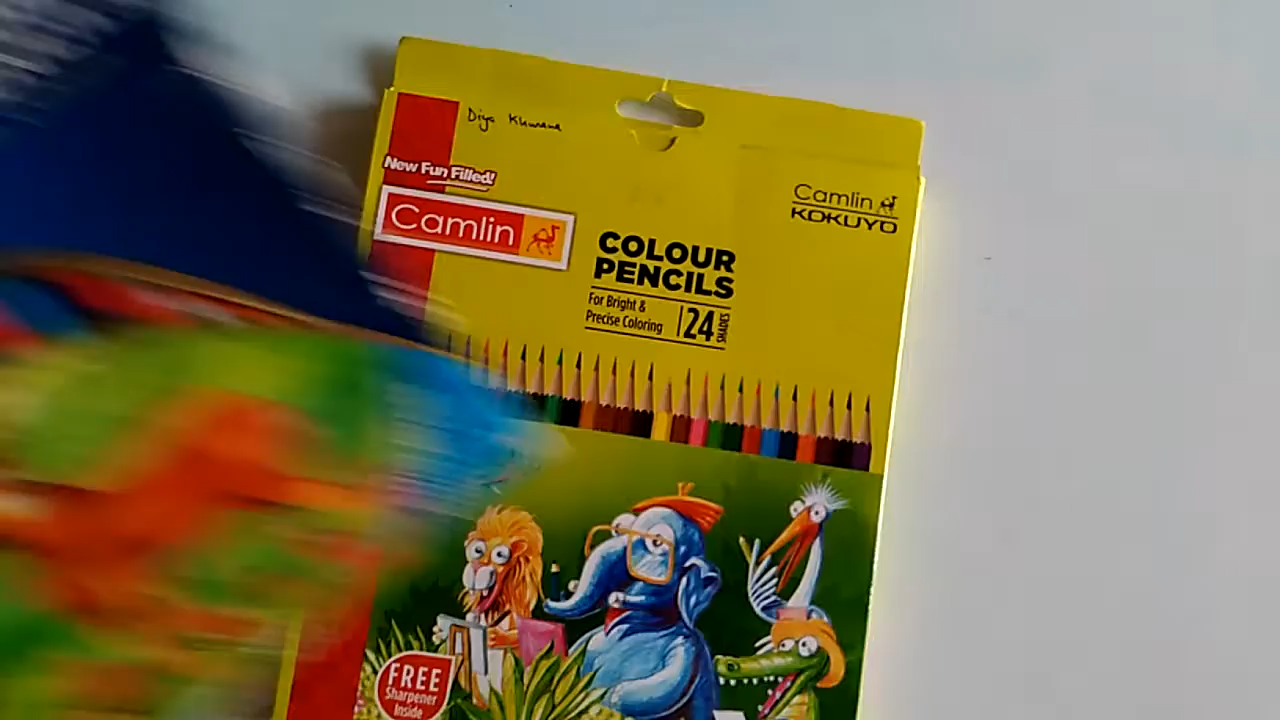 Diya Khurana
New Fun Filled!
Camlin
Camlin
KOKUYO
COLOUR
PENCILS
For Bright &
Precise Coloring
24
SHADES
FREE
Sharpener
Inside